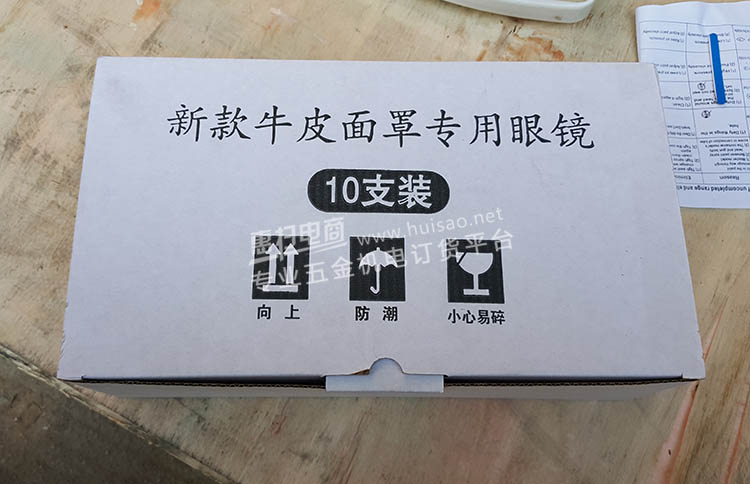 新款牛皮面罩专用眼镜
10支装
惠扫电商
www.huisao.net
专业五金机电订货平台
向上
防潮
小心易碎